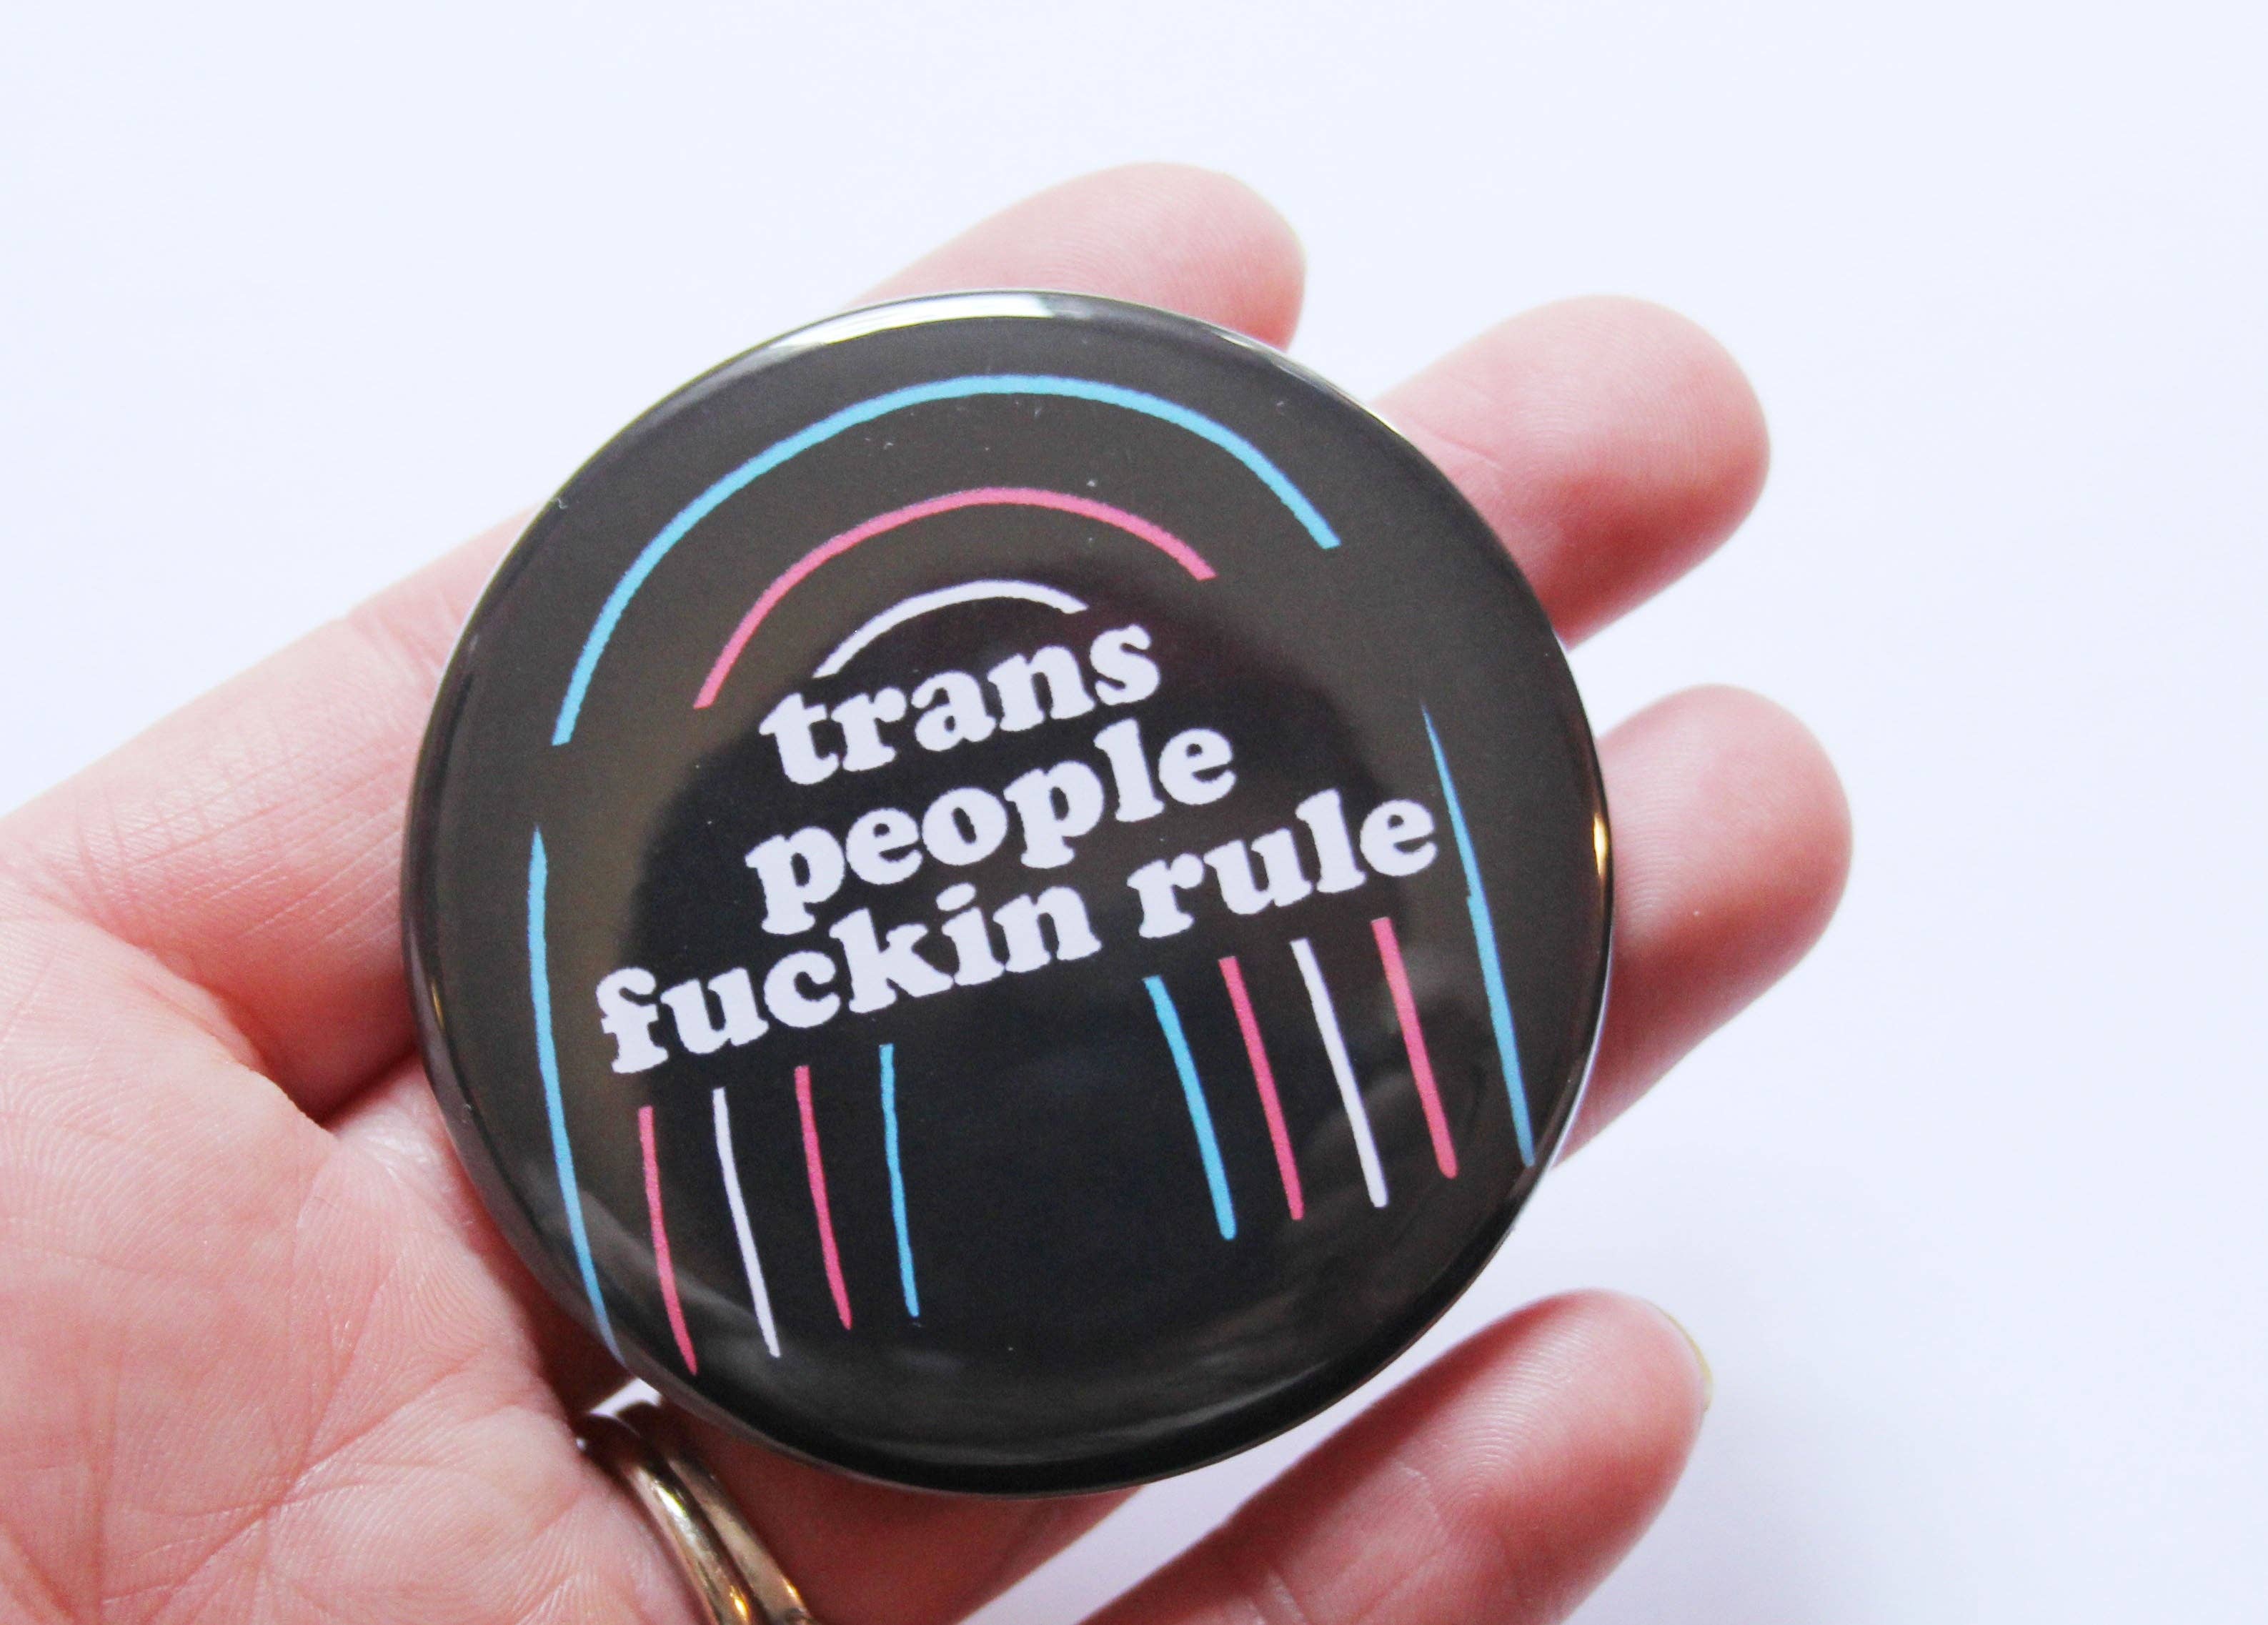 trans
people
fuckin rule